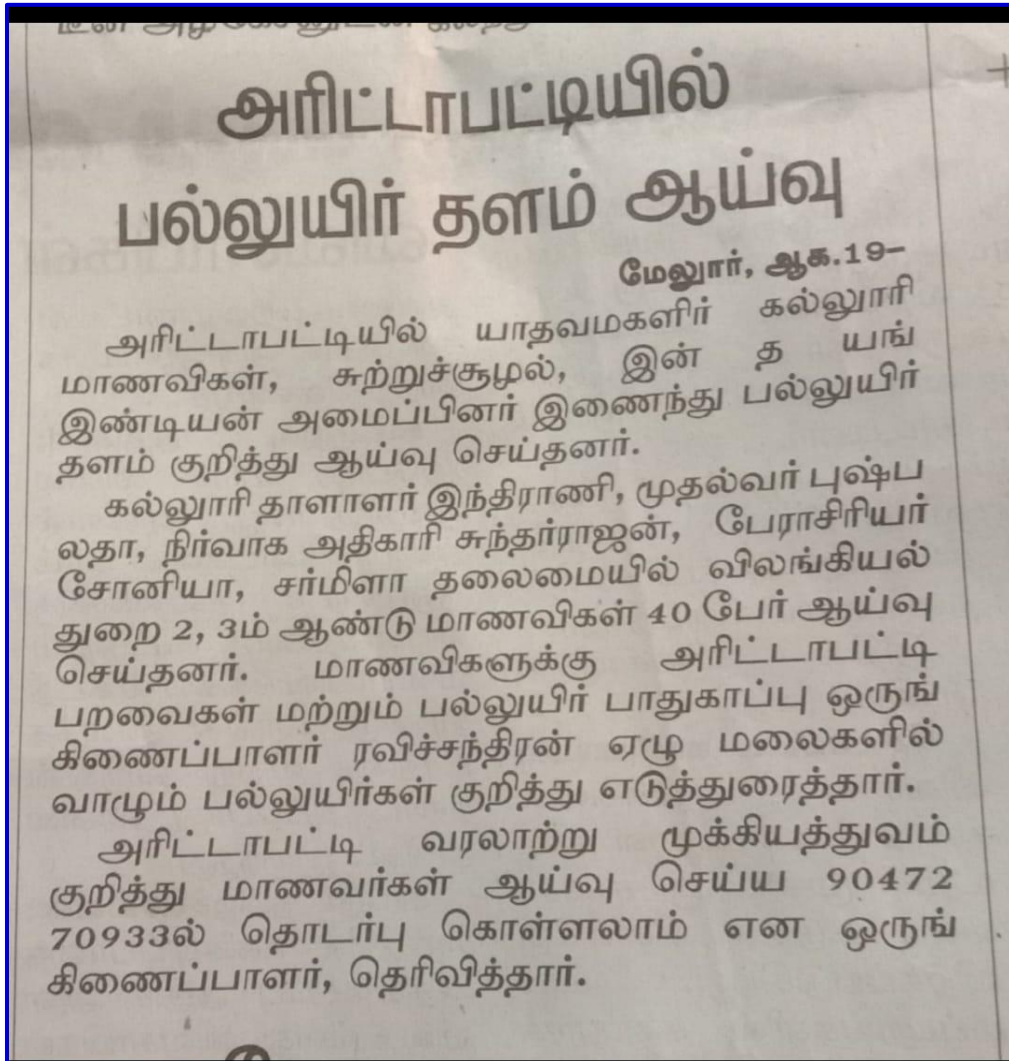 அரிட்டாபட்டியில்
பல்லுயிர் தளம் ஆய்வு
மேலுார், ஆக.19–
அரிட்டாபட்டியில் யாதவமகளிர் கல்லுாரி
மாணவிகள், சுற்றுச்சூழல், இன் த யங்
இண்டியன் அமைப்பினர் இணைந்து பல்லுயிர்
தளம் குறித்து ஆய்வு செய்தனர்.
கல்லுாரி தாளாளர் இந்திராணி, முதல்வர் புஷ்ப
லதா, நிர்வாக அதிகாரி சுந்தர்ராஜன், பேராசிரியர்
சோனியா, சர்மிளா தலைமையில் விலங்கியல்
துறை 2, 3ம் ஆண்டு மாணவிகள் 40 பேர் ஆய்வு
செய்தனர். மாணவிகளுக்கு அரிட்டாபட்டி
பறவைகள் மற்றும் பல்லுயிர் பாதுகாப்பு ஒருங்
கிணைப்பாளர் ரவிச்சந்திரன் ஏழு மலைகளில்
வாழும் பல்லுயிர்கள் குறித்து எடுத்துரைத்தார்.
அரிட்டாபட்டி வரலாற்று முக்கியத்துவம்
குறித்து மாணவர்கள் ஆய்வு செய்ய 90472
70933ல் தொடர்பு கொள்ளலாம் என ஒருங்
கிணைப்பாளர், தெரிவித்தார்.